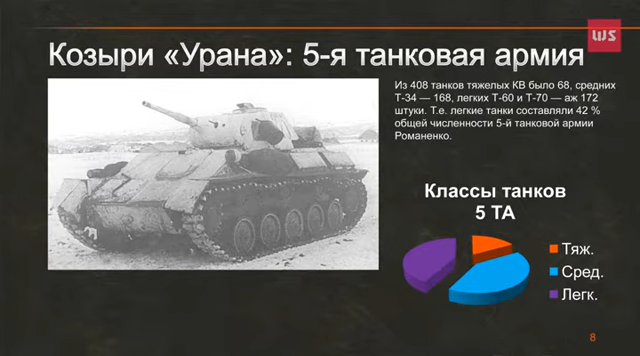 WS
Козыри «Урана»: 5-я танковая армия
Из 408 танков тяжелых КВ было 68, средних
Т-34 — 168, легких Т-60 и Т-70 — аж 172
штуки. Т.е. легкие танки составляли 42 %
общей численности 5-й танковой армии
Романенко.
Классы танков
5 ТА
Тяж.
Сред.
Легк.
8